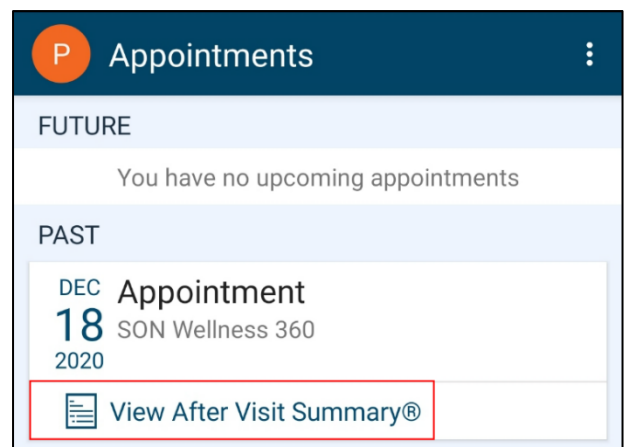 P Appointments
FUTURE
You have no upcoming appointments
PAST
DEC
18
2020
Appointment
SON Wellness 360
View After Visit Summary®